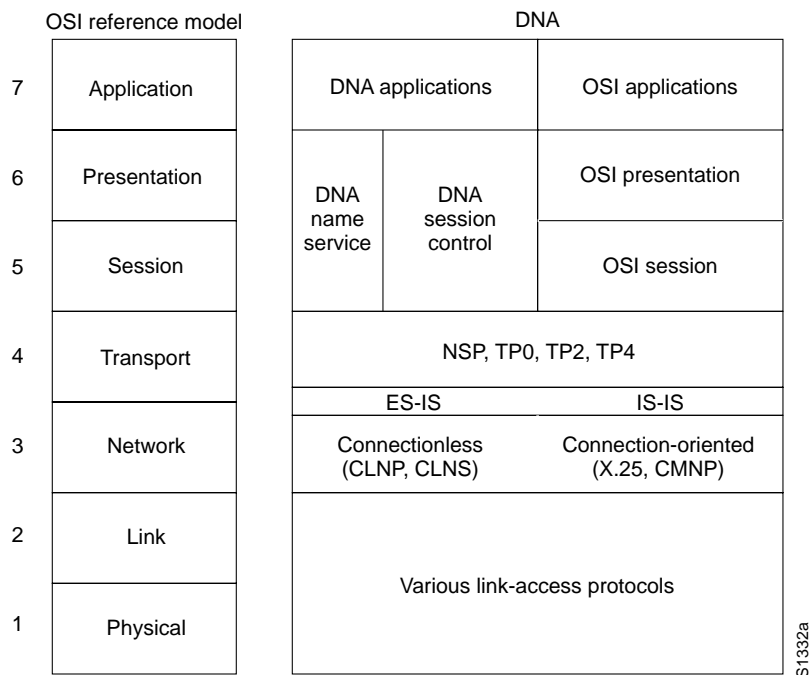 OSI reference model
DNA
7
Application
DNA applications
OSI applications
6
Presentation
DNA
name
service
DNA
session
control
OSI presentation
5
Session
OSI session
4
Transport
NSP, TP0, TP2, TP4
ES-IS
IS-IS
3
Network
Connectionless
(CLNP, CLNS)
Connection-oriented
(X.25, CMNP)
2
Link
Various link-access protocols
1
Physical
S1332a